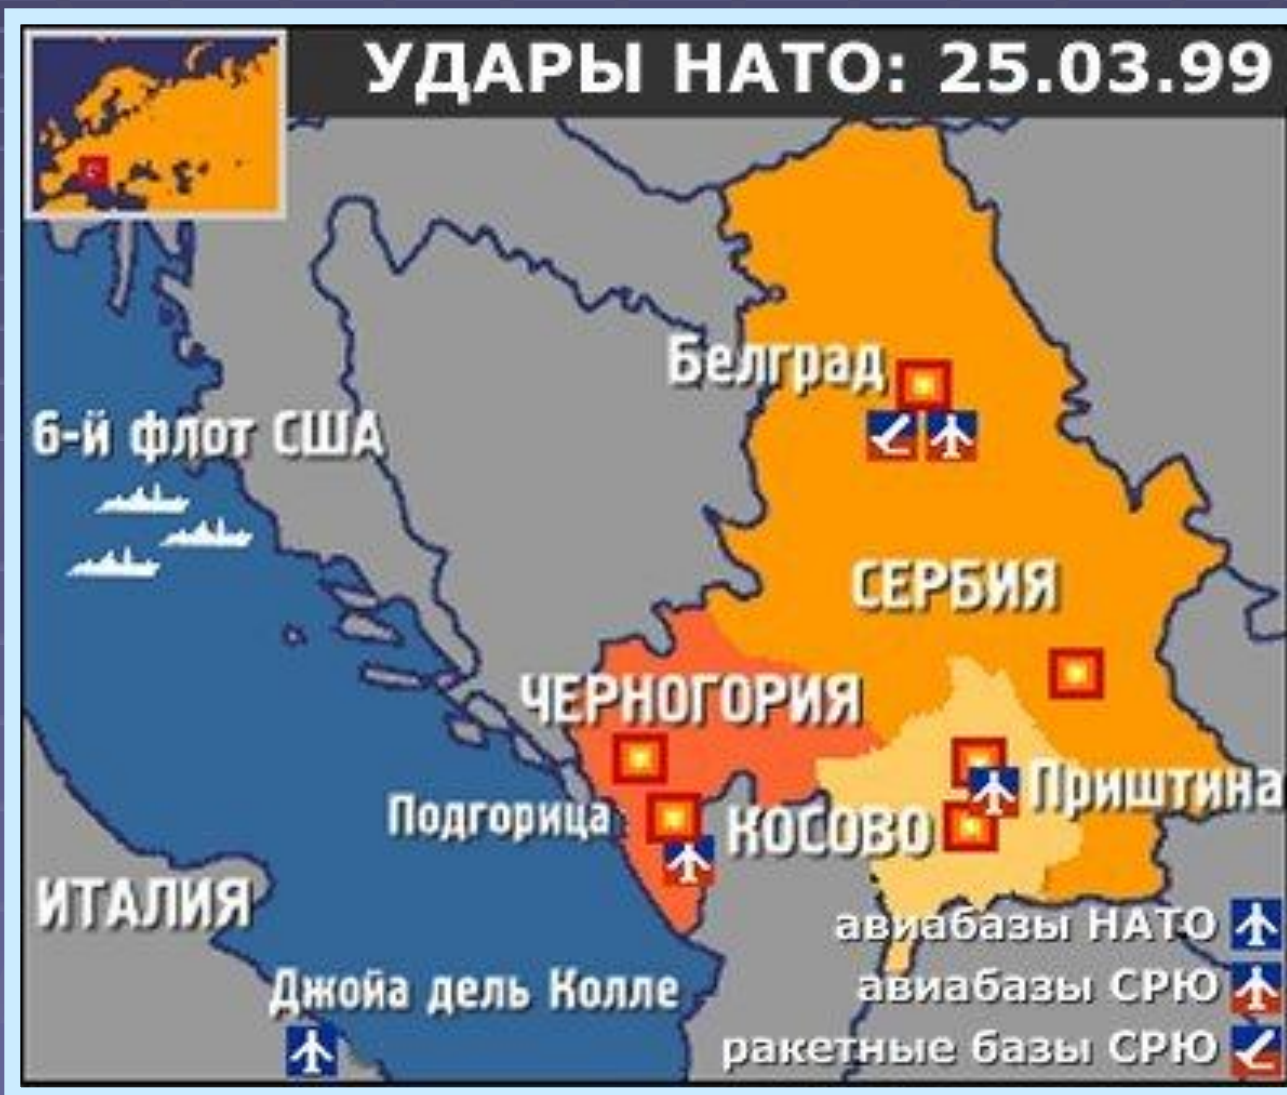 УДАРЫ НАТО: 25.03.99
Белград
6-й флот США
СЕРБИЯ
ЧЕРНОГОРИЯ
Приштина
Подгорица
КОСОВО
ИТАЛИЯ
авиабазы НАТО
Джойа дель Колле
авиабазы СРЮ
ракетные базы СРЮ